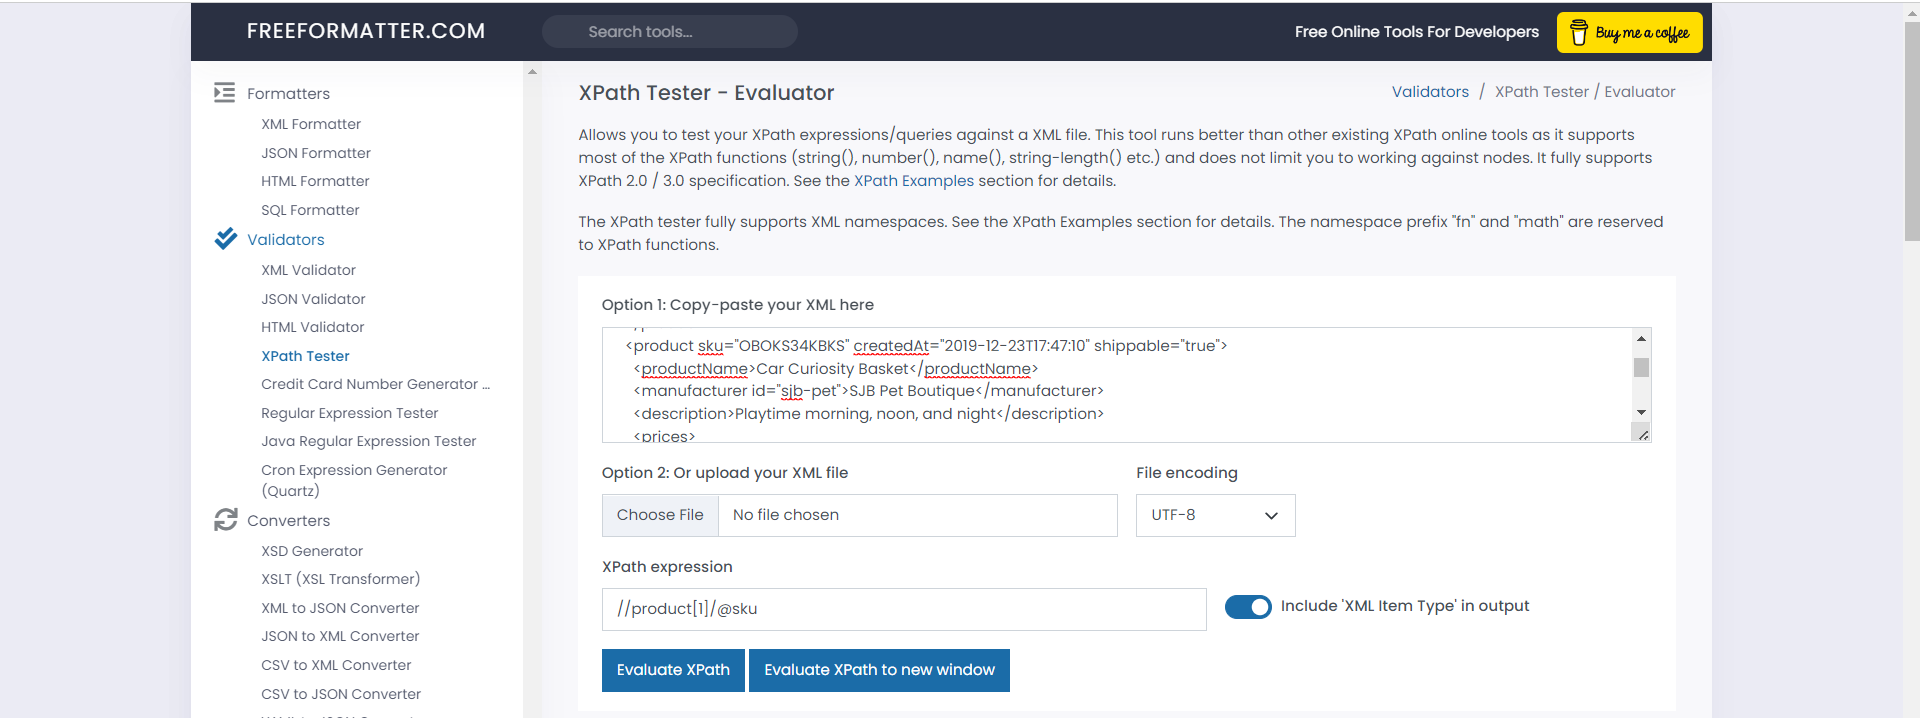 FREEFORMATTER.COM
Search tools...
Free Online Tools For Developers
Buy me a coffee
Formatters
XML Formatter
JSON Formatter
HTML Formatter
SQL Formatter
Validators
XML Validator
JSON Validator
HTML Validator
XPath Tester
Credit Card Number Generator ...
Regular Expression Tester
Java Regular Expression Tester
Cron Expression Generator
(Quartz)
Converters
XSD Generator
XSLT (XSL Transformer)
XML to JSON Converter
JSON to XML Converter
CSV to XML Converter
CSV to JSON Converter
XPath Tester - Evaluator
Validators / XPath Tester / Evaluator
Allows you to test your XPath expressions/queries against a XML file. This tool runs better than other existing XPath online tools as it supports
most of the XPath functions (string(), number(), name(), string-length() etc.) and does not limit you to working against nodes. It fully supports
XPath 2.0 / 3.0 specification. See the XPath Examples section for details.
The XPath tester fully supports XML namespaces. See the XPath Examples section for details. The namespace prefix "fn" and "math" are reserved
to XPath functions.
Option 1: Copy-paste your XML here
<product sku="OBOKS34KBKS" createdAt="2019-12-23T17:47:10" shippable="true">
<productName>Car Curiosity Basket</productName>
<manufacturer id="sjb-pet">SJB Pet Boutique</manufacturer>
<description>Playtime morning, noon, and night</description>
<prices>
Option 2: Or upload your XML file
File encoding
Choose File No file chosen
UTF-8
XPath expression
//product[1]/@sku
Include 'XML Item Type' in output
Evaluate XPath
Evaluate XPath to new window